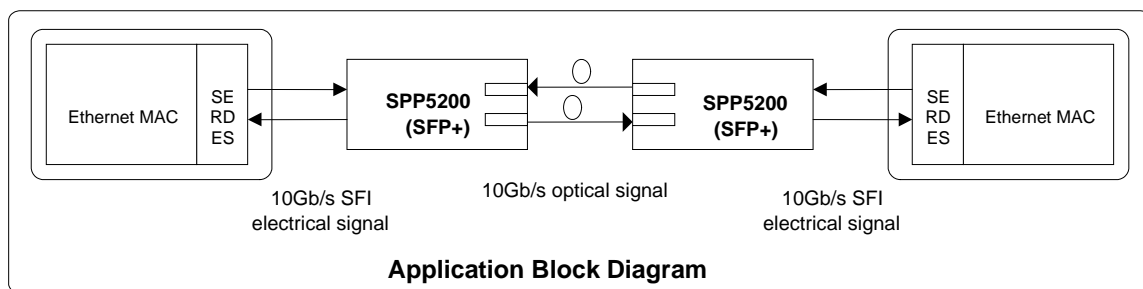 Ethernet MAC
SE
RD
ES
SPP5200
(SFP+)
SPP5200
(SFP+)
SE
RD
ES
Ethernet MAC
10Gb/s SFI
electrical signal
10Gb/s optical signal
10Gb/s SFI
electrical signal
Application Block Diagram